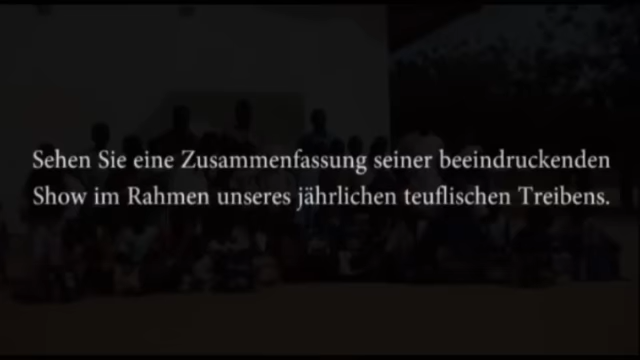 Sehen Sie eine Zusammenfassung seiner beeindruckenden
Show im Rahmen unseres jährlichen teuflischen Treibens.